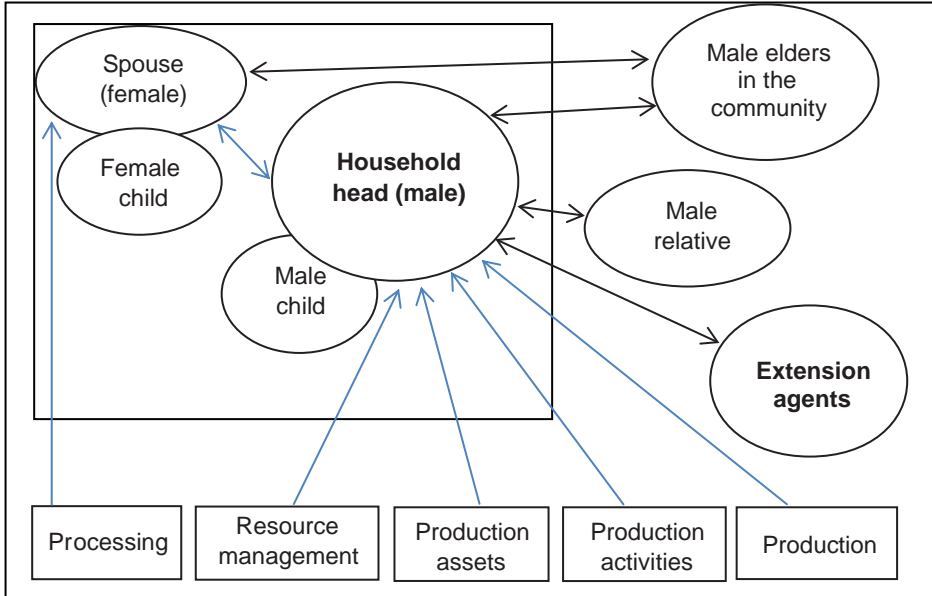 Spouse
(female)
Male elders
in the
community
Female
child
Household
head (male)
Male
relative
Male
child
Extension
agents
Processing
Resource
management
Production
assets
Production
activities
Production